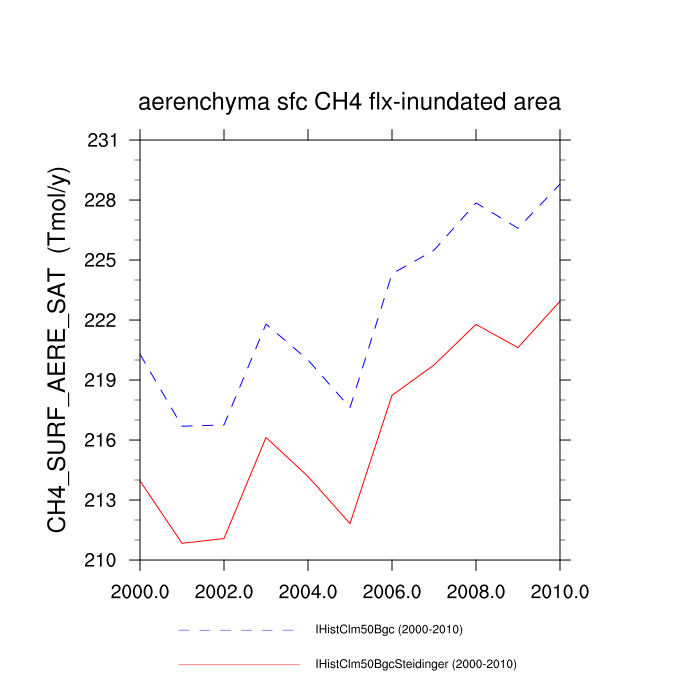 aerenchyma sfc CH4 flx-inundated area
CH4_SURF_AERE_SAT (Tmol/y)
231
228
225
222
219
216
213
210
2000.0 2002.0 2004.0 2006.0 2008.0 2010.0
IHistClm50Bgc (2000-2010)
IHistClm50BgcSteidinger (2000-2010)